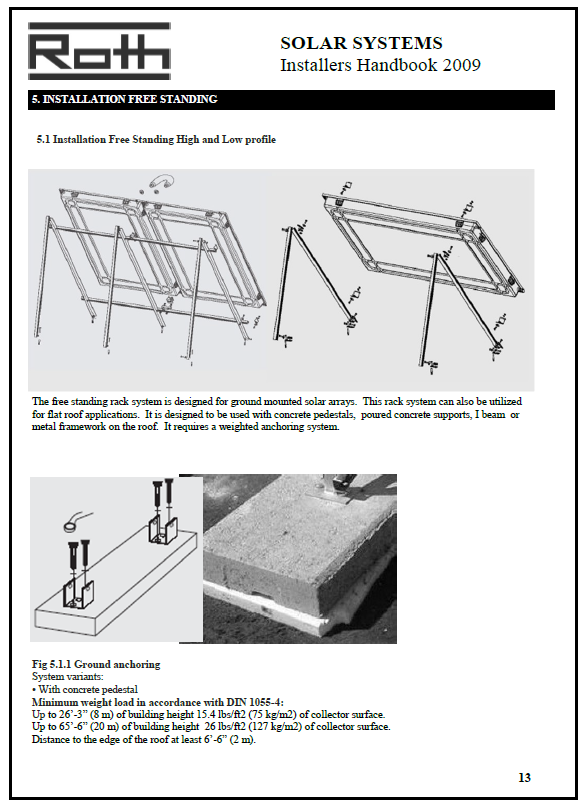 Roth
SOLAR SYSTEMS
Installers Handbook 2009
5. INSTALLATION FREE STANDING
5.1 Installation Free Standing High and Low profile
The free standing rack system is designed for ground mounted solar arrays. This rack system can also be utilized
for flat roof applications. It is designed to be used with concrete pedestals, poured concrete supports, I beam or
metal framework on the roof. It requires a weighted anchoring system.
Fig 5.1.1 Ground anchoring
System variants:
• With concrete pedestal
Minimum weight load in accordance with DIN 1055-4:
Up to 26’-3” (8 m) of building height 15.4 lbs/ft2 (75 kg/m2) of collector surface.
Up to 65’-6” (20 m) of building height 26 lbs/ft2 (127 kg/m2) of collector surface.
Distance to the edge of the roof at least 6’-6” (2 m).
13